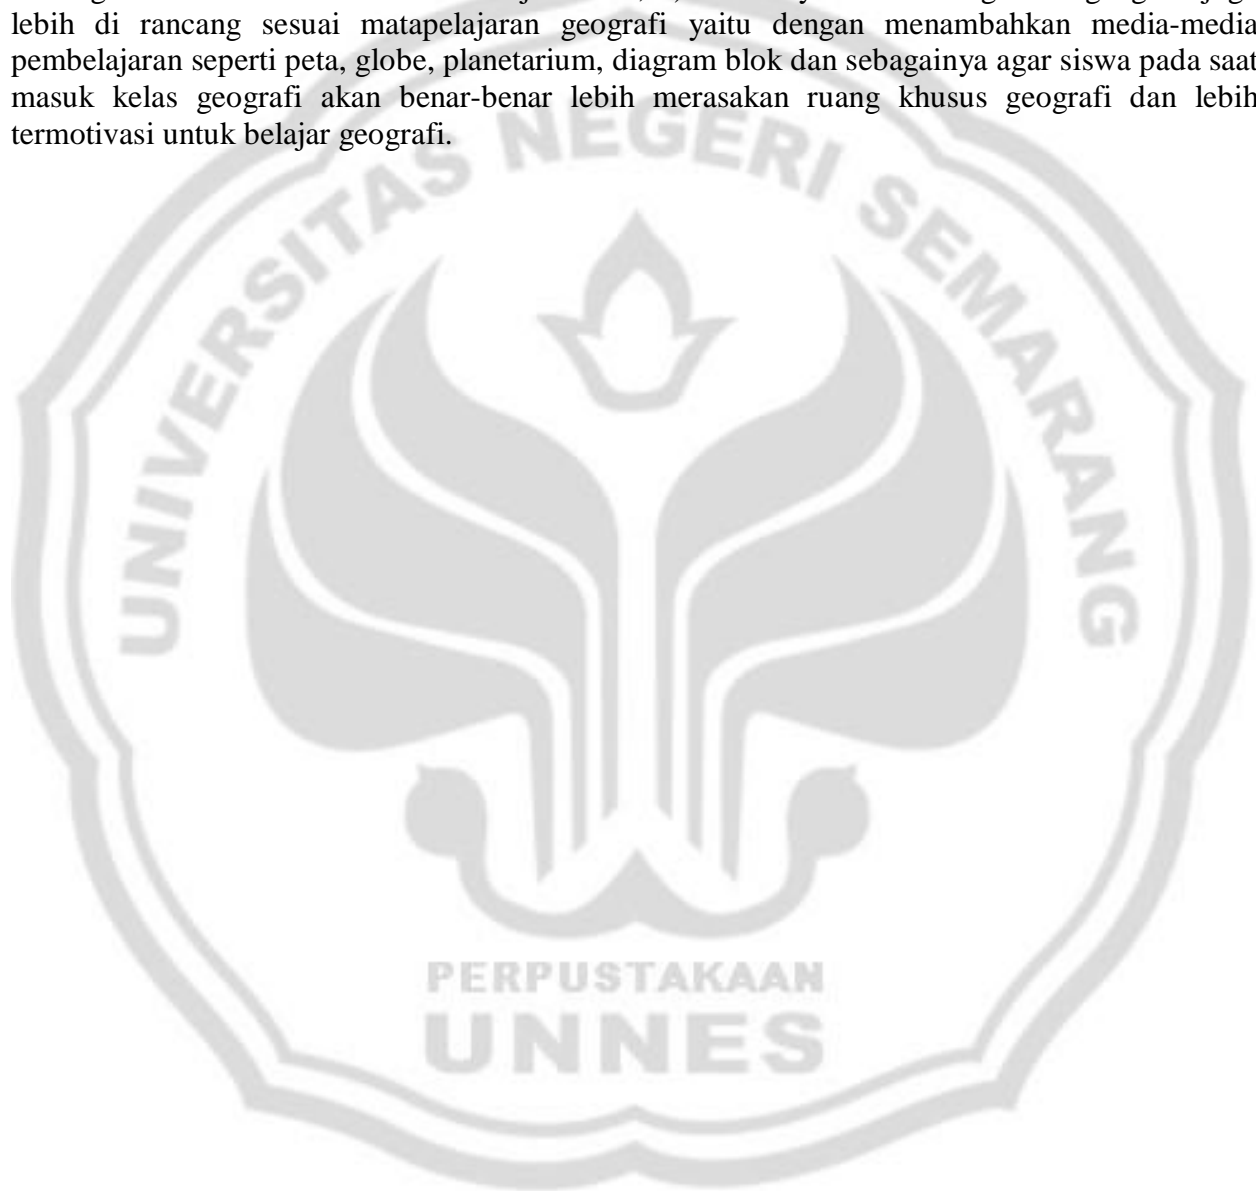 lebih di rancang sesuai matapelajaran geografi yaitu dengan menambahkan media-media
pembelajaran seperti peta, globe, planetarium, diagram blok dan sebagainya agar siswa pada saat
masuk kelas geografi akan benar-benar lebih merasakan ruang khusus geografi dan lebih
termotivasi untuk belajar geografi.
UNIVERSITAS NEGERI SEMARANG
PERPUSTAKAAN
UNNES